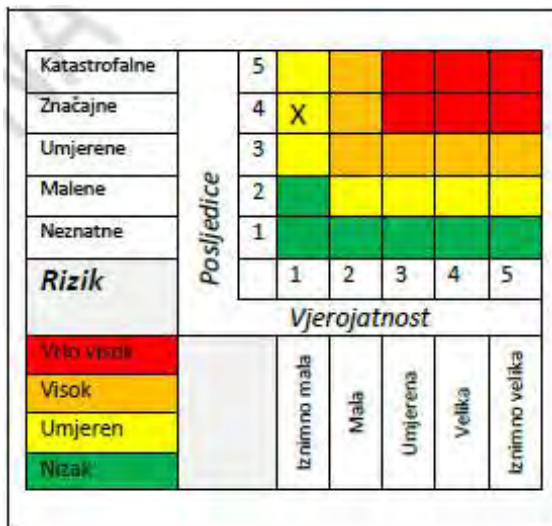 Katastrofalne 5
Značajne 4 X
Umjerene 3
Malene 2
Neznatne 1
Posljedice
Rizik 1 2 3 4 5
Vjerojatnost
Vrlo visok
Visok
Umjeren
Nizak
Iznimno mala
Mala
Umjerena
Velika
Iznimno velika